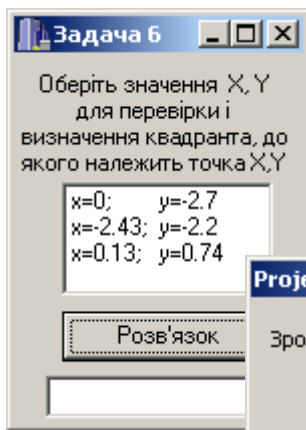 Задача 6
Оберіть значення X, Y
для перевірки і
визначення квадранта, до
якого належить точка X,Y
x=0; y=-2.7
x=-2.43; y=-2.2
x=0.13; y=0.74
Proje
Розв'язок
Зро